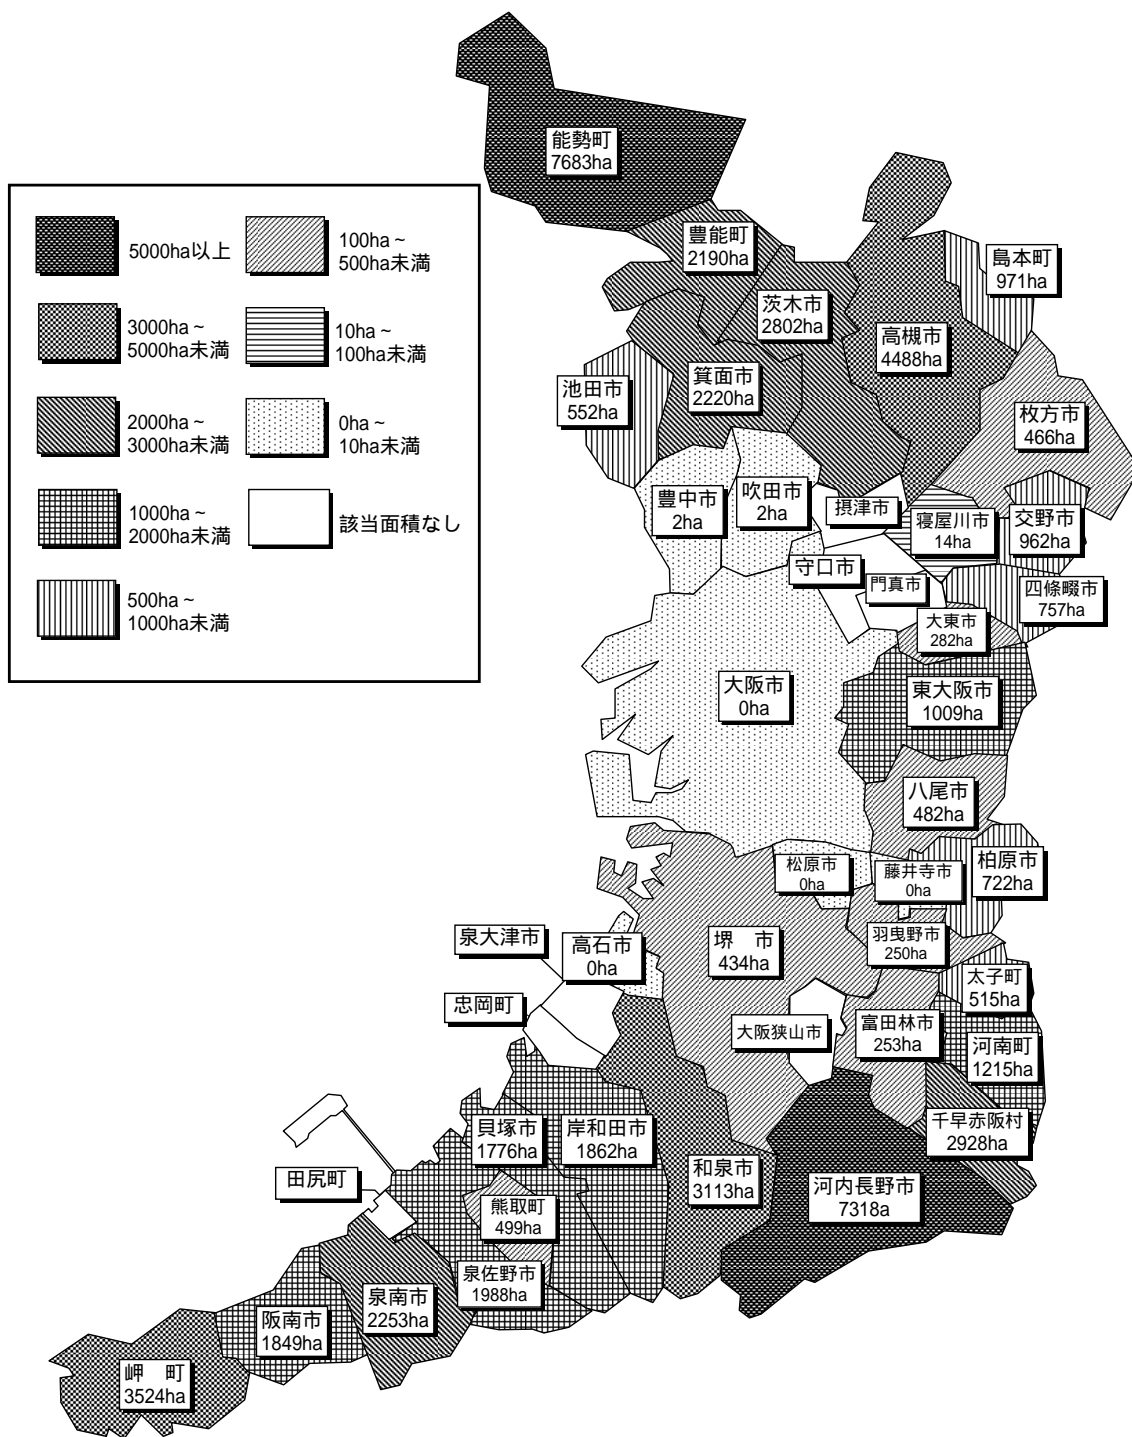 能勢町
7683ha
5000ha以上
100ha~
500ha未満
3000ha~
5000ha未満
10ha~
100ha未満
2000ha~
3000ha未満
0ha~
10ha未満
1000ha~
2000ha未満
該当面積なし
500ha~
1000ha未満
豊能町
2190ha
島本町
971ha
茨木市
2802ha
高槻市
4488ha
箕面市
2220ha
池田市
552ha
枚方市
466ha
豊中市
2ha
吹田市
2ha
摂津市
寝屋川市
14ha
交野市
962ha
守口市
門真市
四條畷市
757ha
大東市
282ha
大阪市
0ha
東大阪市
1009ha
八尾市
482ha
松原市
0ha
藤井寺市
0ha
柏原市
722ha
泉大津市
高石市
0ha
堺 市
434ha
羽曳野市
250ha
太子町
515ha
忠岡町
大阪狭山市
富田林市
253ha
河南町
1215ha
貝塚市
1776ha
岸和田市
1862ha
千早赤阪村
2928ha
田尻町
和泉市
3113ha
河内長野市
7318a
熊取町
499ha
泉佐野市
1988ha
泉南市
2253ha
阪南市
1849ha
岬 町
3524ha